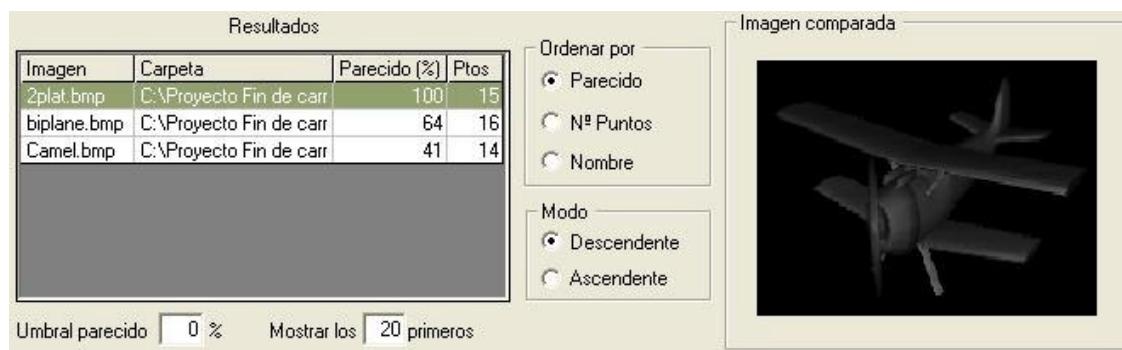 Resultados
Imagen Carpeta Parecido (%) Ptos
2plat.bmp C:\Proyecto Fin de carr 100 15
biplane.bmp C:\Proyecto Fin de carr 64 16
Camel.bmp C:\Proyecto Fin de carr 41 14
Umbral parecido 0 % Mostrar los 20 primeros
Ordenar por
Parecido
Nº Puntos
Nombre
Modo
Descendente
Ascendente
Imagen comparada